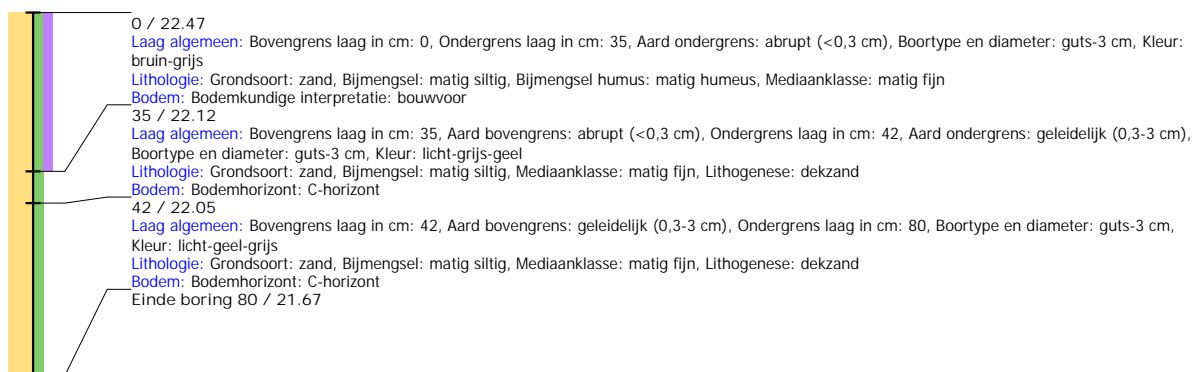 0 / 22.47
Laag algemeen: Bovengrens laag in cm: 0, Ondergrens laag in cm: 35, Aard ondergrens: abrupt (<0,3 cm), Boortype en diameter: guts-3 cm, Kleur:
bruin-grijs
Lithologie: Grondsoort: zand, Bijmengsel: matig siltig, Bijmengsel humus: matig humeus, Mediaanklasse: matig fijn
Bodem: Bodemkundige interpretatie: bouwvoor
35 / 22.12
Laag algemeen: Bovengrens laag in cm: 35, Aard bovengrens: abrupt (<0,3 cm), Ondergrens laag in cm: 42, Aard ondergrens: geleidelijk (0,3-3 cm),
Boortype en diameter: guts-3 cm, Kleur: licht-grijs-geel
Lithologie: Grondsoort: zand, Bijmengsel: matig siltig, Mediaanklasse: matig fijn, Lithogenese: dekzand
Bodem: Bodemhorizont: C-horizont
42 / 22.05
Laag algemeen: Bovengrens laag in cm: 42, Aard bovengrens: geleidelijk (0,3-3 cm), Ondergrens laag in cm: 80, Boortype en diameter: guts-3 cm,
Kleur: licht-geel-grijs
Lithologie: Grondsoort: zand, Bijmengsel: matig siltig, Mediaanklasse: matig fijn, Lithogenese: dekzand
Bodem: Bodemhorizont: C-horizont
Einde boring 80 / 21.67